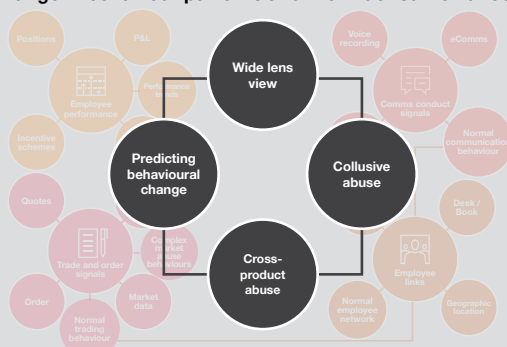 Positions
P&L
Employee
performance
Performance
Incentive
schemes
Voice
recording
eComms
Comms conduct
signals
Normal
communication
behaviour
Wide lens
view
Predicting
behavioural
change
Collusive
abuse
Cross-
product
abuse
Quotes
Trade and order
signals
Complex
market
abuse
behaviours
Order
Market
data
Normal
trading
behaviour
Desk /
Book
Employee
links
Normal
employee
network
Geographic
location